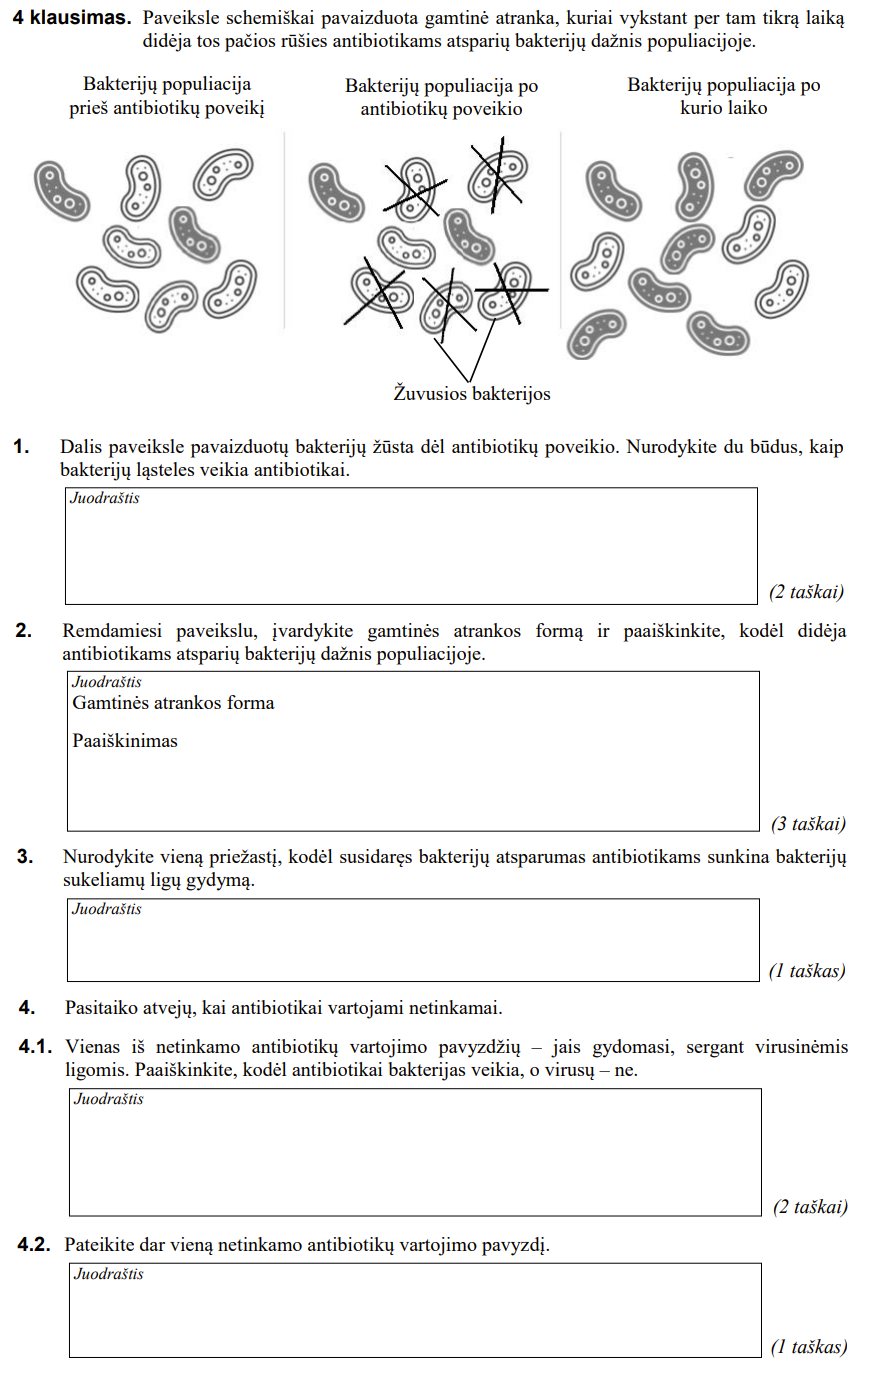 4 klausimas. Paveiksle schemiškai pavaizduota gamtinė atranka, kuriai vykstant per tam tikrą laiką
didėja tos pačios rūšies antibiotikams atsparių bakterijų dažnis populiacijoje.
Bakterijų populiacija
prieš antibiotikų poveikį
Bakterijų populiacija po
antibiotikų poveikio
Bakterijų populiacija po
kurio laiko
Žuvusios bakterijos
1. Dalis paveiksle pavaizduotų bakterijų žūsta dėl antibiotikų poveikio. Nurodykite du būdus, kaip
bakterijų ląsteles veikia antibiotikai.
Juodraštis
(2 taškai)
2. Remdamiesi paveikslu, įvardykite gamtinės atrankos formą ir paaiškinkite, kodėl didėja
antibiotikams atsparių bakterijų dažnis populiacijoje.
Juodraštis
Gamtinės atrankos forma
Paaiškinimas
(3 taškai)
3. Nurodykite vieną priežastį, kodėl susidaręs bakterijų atsparumas antibiotikams sunkina bakterijų
sukeliamų ligų gydymą.
Juodraštis
(1 taškas)
4. Pasitaiko atvejų, kai antibiotikai vartojami netinkamai.
4.1. Vienas iš netinkamo antibiotikų vartojimo pavyzdžių – jais gydomasi, sergant virusinėmis
ligomis. Paaiškinkite, kodėl antibiotikai bakterijas veikia, o virusų – ne.
Juodraštis
(2 taškai)
4.2. Pateikite dar vieną netinkamo antibiotikų vartojimo pavyzdį.
Juodraštis
(1 taškas)